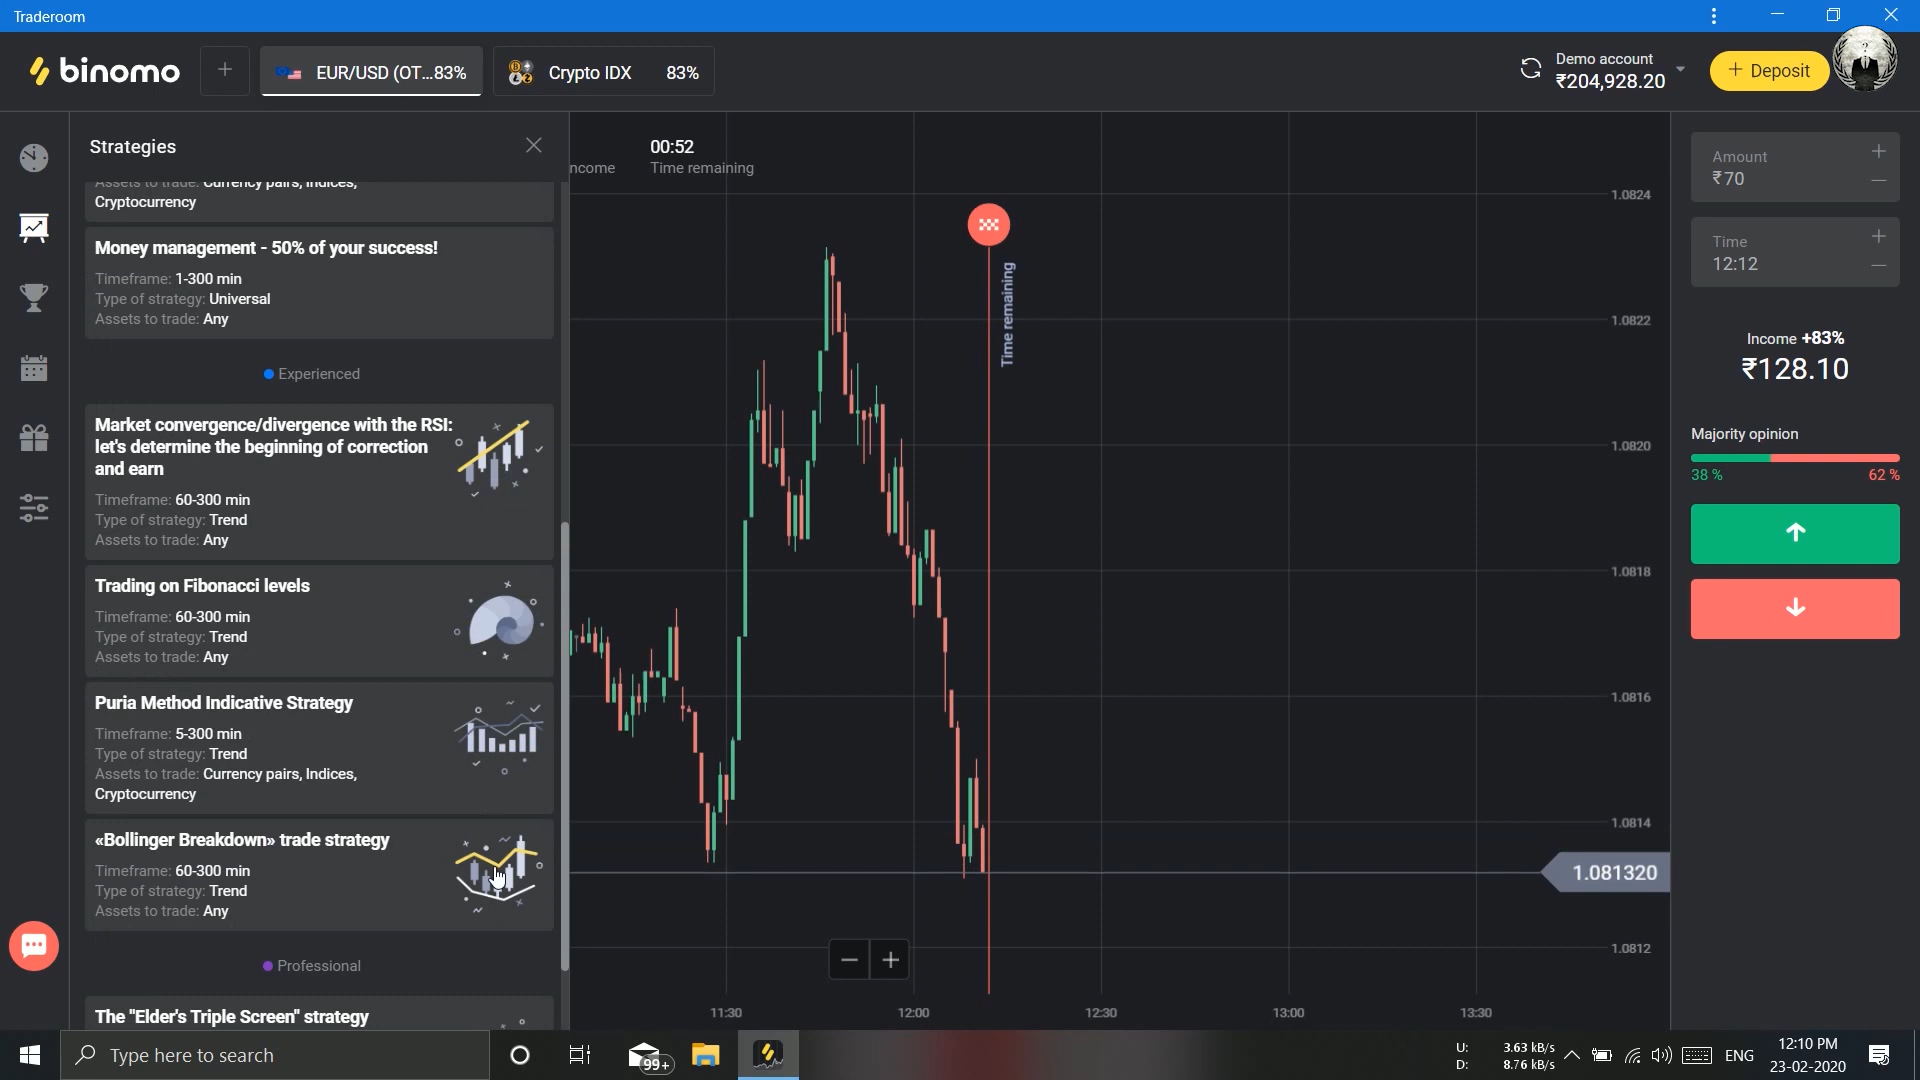 Traderoom
binomo
EUR/USD (OT...83%
Crypto IDX 83%
Demo account
₹204,928.20
+ Deposit
Strategies
ncome
00:52
Time remaining
Assets to trade: Currency pairs, Indices,
Cryptocurrency
Money management - 50% of your success!
Timeframe: 1-300 min
Type of strategy: Universal
Assets to trade: Any
Experienced
Market convergence/divergence with the RSI:
let's determine the beginning of correction
and earn
Timeframe: 60-300 min
Type of strategy: Trend
Assets to trade: Any
Trading on Fibonacci levels
Timeframe: 60-300 min
Type of strategy: Trend
Assets to trade: Any
Puria Method Indicative Strategy
Timeframe: 5-300 min
Type of strategy: Trend
Assets to trade: Currency pairs, Indices,
Cryptocurrency
«Bollinger Breakdown» trade strategy
Timeframe: 60-300 min
Type of strategy: Trend
Assets to trade: Any
Professional
The "Elder's Triple Screen" strategy
Time remaining
1.0824
1.0822
1.0820
1.0818
1.0816
1.0814
1.081320
1.0812
11:30 12:00 12:30 13:00 13:30
Amount
₹70
Time
12:12
Income +83%
₹128.10
Majority opinion
38 % 62 %
Type here to search
99+
U: 3.63 kB/s
D: 8.76 kB/s
ENG
12:10 PM
23-02-2020